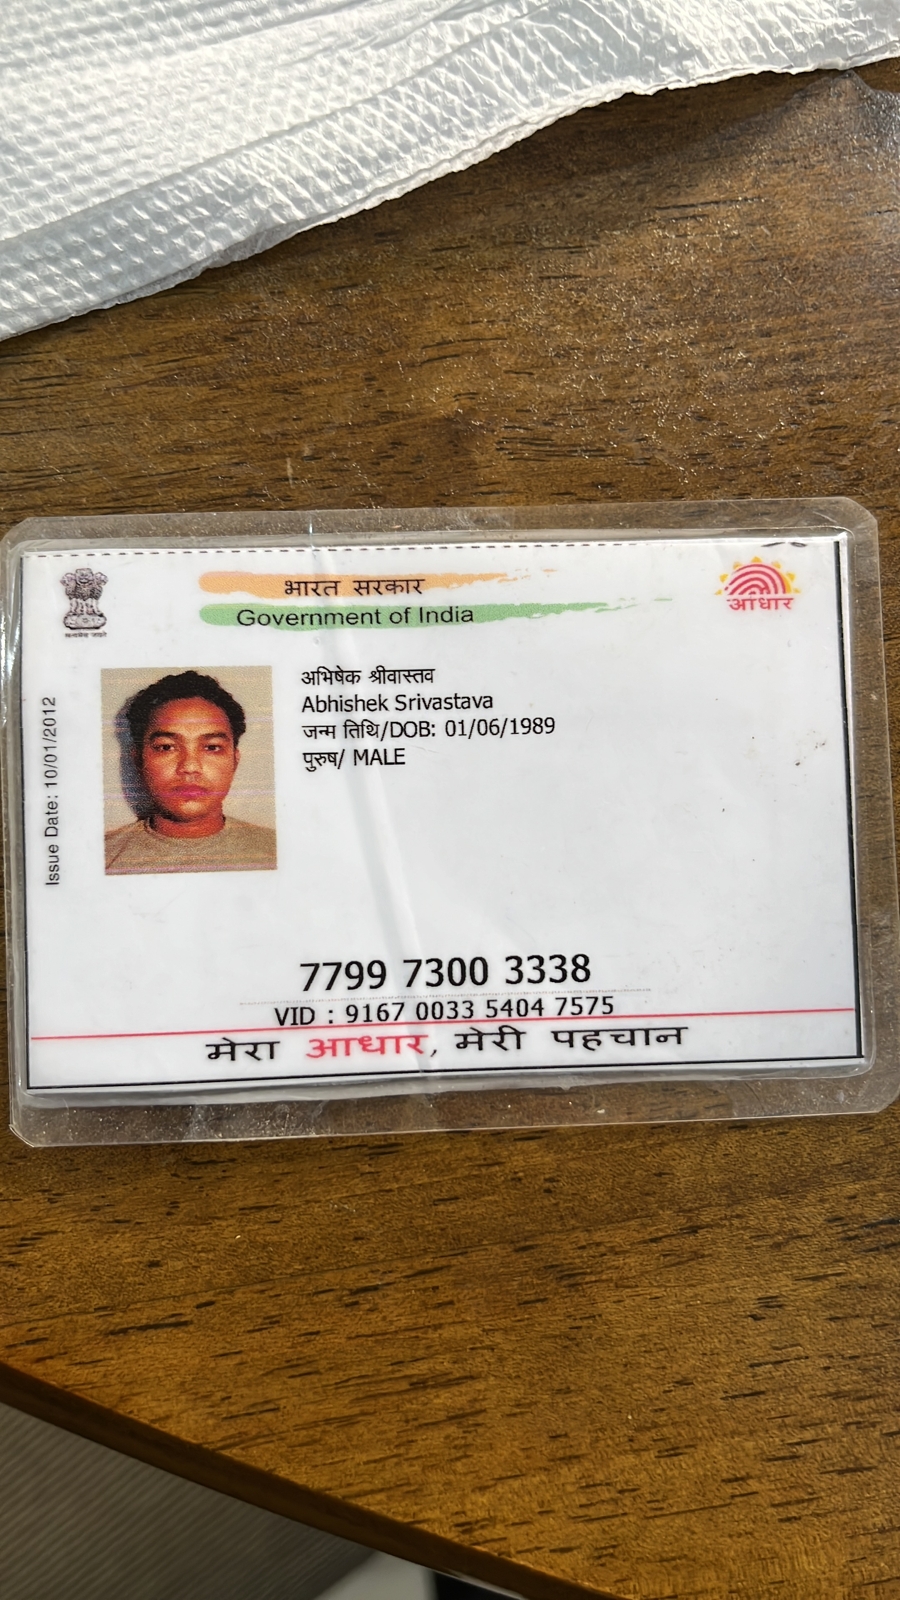 भारत सरकार
Government of India
आधार
अभिषेक श्रीवास्तव
Abhishek Srivastava
जन्म तिथि/DOB: 01/06/1989
पुरुष/ MALE
Issue Date: 10/01/2012
7799 7300 3338
VID : 9167 0033 5404 7575
मेरा आधार, मेरी पहचान